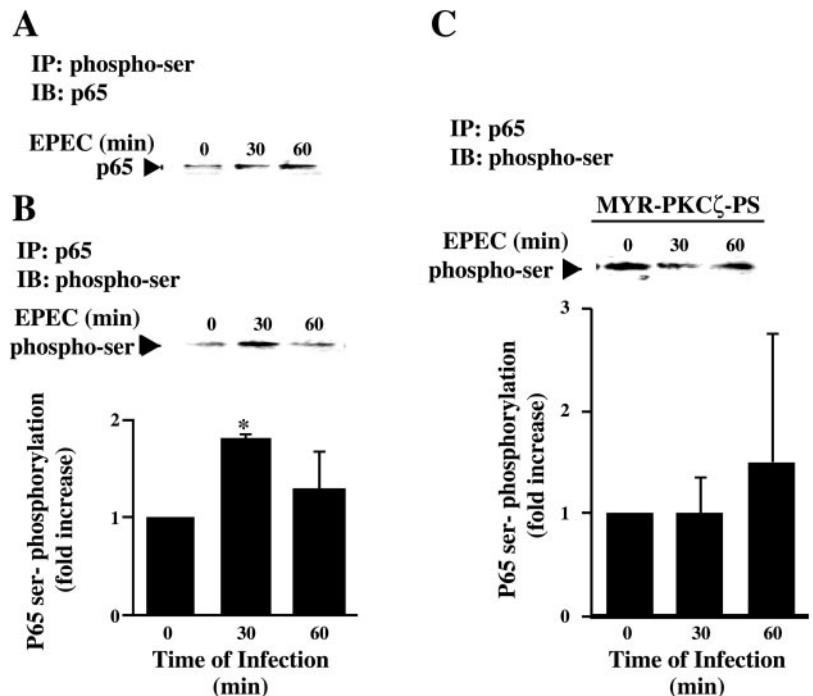 A
IP: phospho-ser
IB: p65
EPEC (min)
0 30 60
p65
B
IP: p65
IB: phospho-ser
EPEC (min)
0 30 60
phospho-ser
P65 ser- phosphorylation
(fold increase)
2
*
1
0
0 30 60
Time of Infection
(min)
C
IP: p65
IB: phospho-ser
MYR-PKCζ-PS
EPEC (min)
0 30 60
phospho-ser
P65 ser- phosphorylation
(fold increase)
3
2
1
0
0 30 60
Time of Infection
(min)